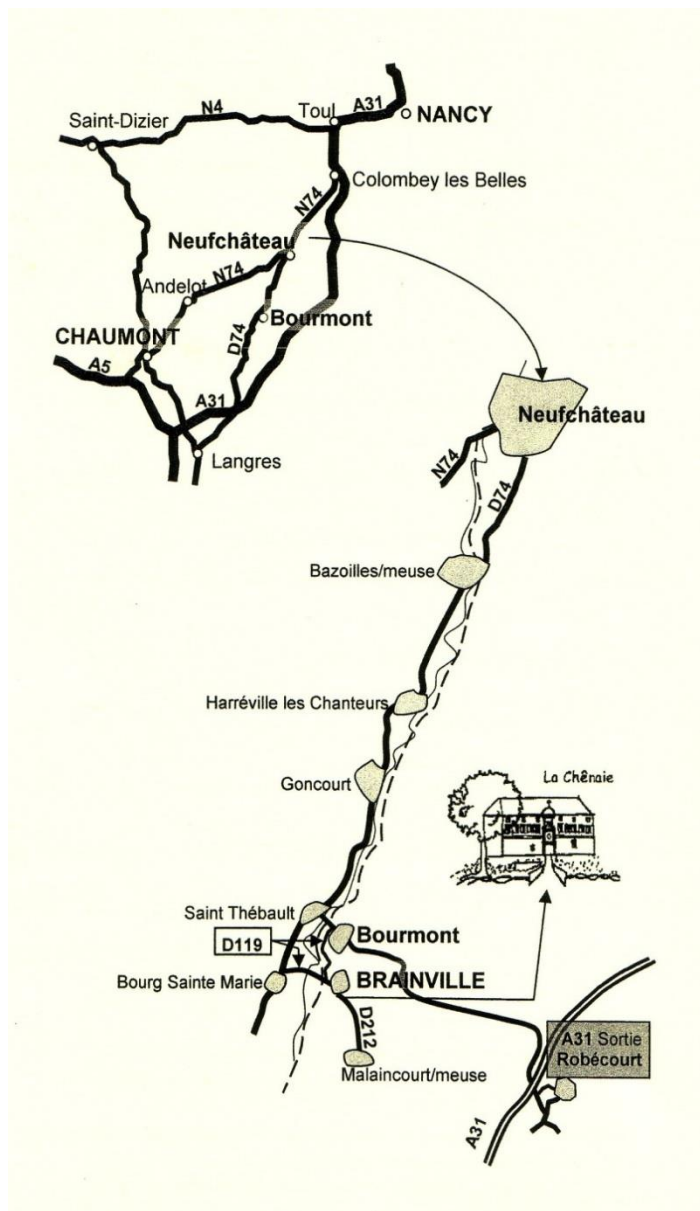 N4
Toul
A31
NANCY
Saint-Dizier
Colombey les Belles
N74
Neufchâteau
N74
Andelot
Bourmont
D74
CHAUMONT
A5
A31
Langres
Neufchâteau
N74
D74
Bazoilles/meuse
Harréville les Chanteurs
La Chênaie
Goncourt
Saint Thébault
Bourmont
D119
Bourg Sainte Marie
BRAINVILLE
D212
A31 Sortie
Robécourt
Malaincourt/meuse
A31